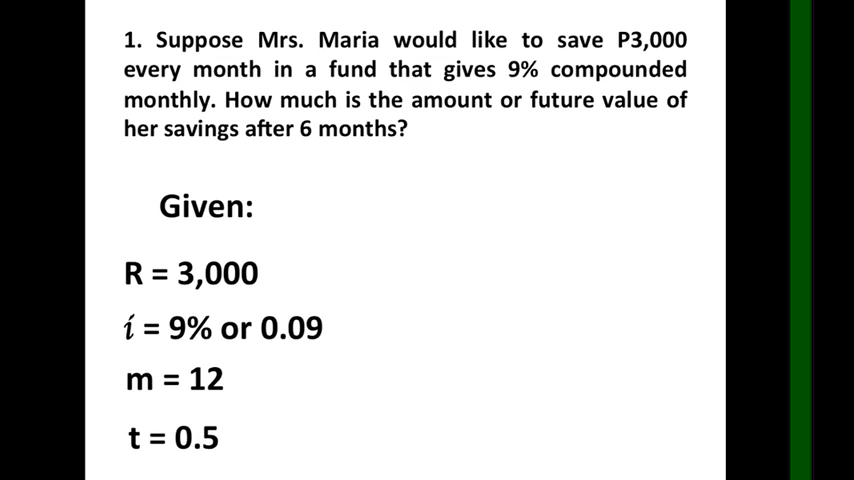 1. Suppose Mrs. Maria would like to save P3,000
every month in a fund that gives 9% compounded
monthly. How much is the amount or future value of
her savings after 6 months?
Given:
R = 3,000
í = 9% or 0.09
m = 12
t = 0.5